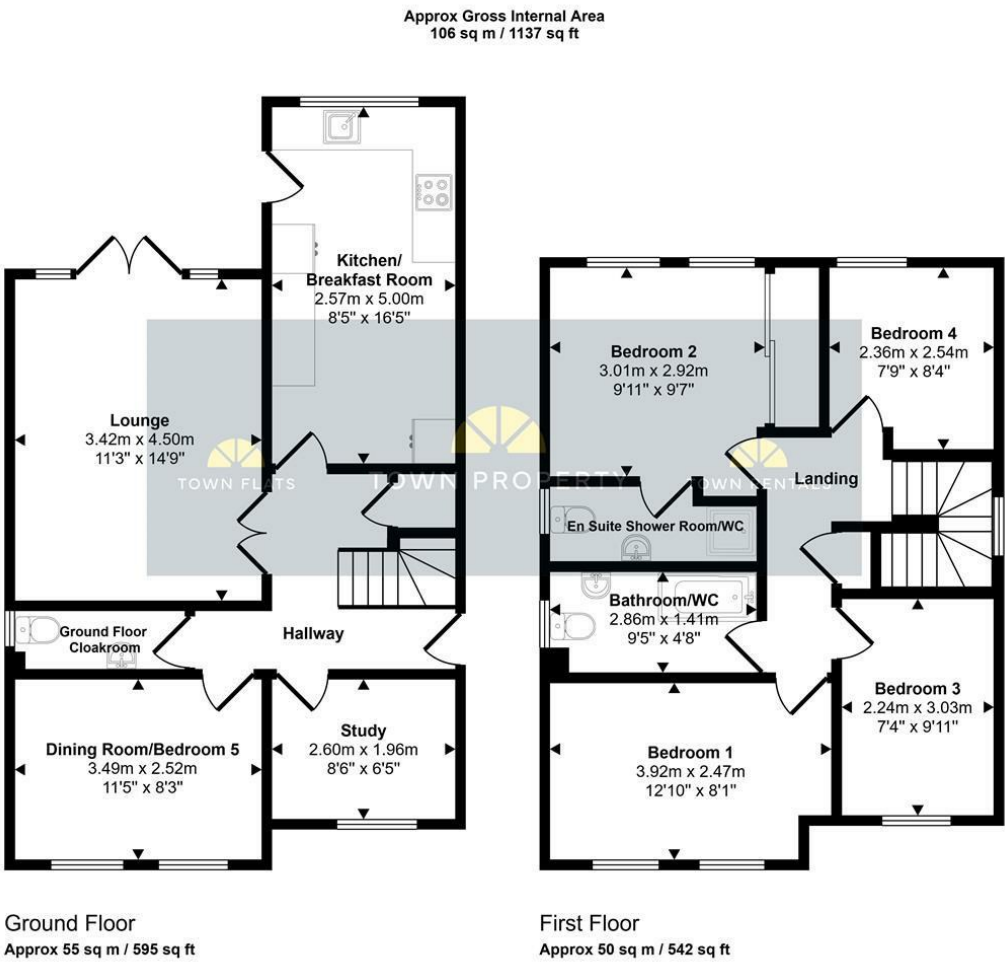 Approx Gross Internal Area
106 sq m / 1137 sq ft
Kitchen/
Breakfast Room
2.57m x 5.00m
8'5" x 16'5"
Lounge
3.42m x 4.50m
11'3" x 14'9"
Ground Floor
Cloakroom
Hallway
Dining Room/Bedroom 5
3.49m x 2.52m
11'5" x 8'3"
Study
2.60m x 1.96m
8'6" x 6'5"
Bedroom 2
3.01m x 2.92m
9'11" x 9'7"
Bedroom 4
2.36m x 2.54m
7'9" x 8'4"
Landing
En Suite Shower Room/WC
Bathroom/WC
2.86m x 1.41m
9'5" x 4'8"
Bedroom 3
2.24m x 3.03m
7'4" x 9'11"
Bedroom 1
3.92m x 2.47m
12'10" x 8'1"
TOWN FLATS
TOWN PROPERTY
TOWN RENTALS
Ground Floor
Approx 55 sq m / 595 sq ft
First Floor
Approx 50 sq m / 542 sq ft